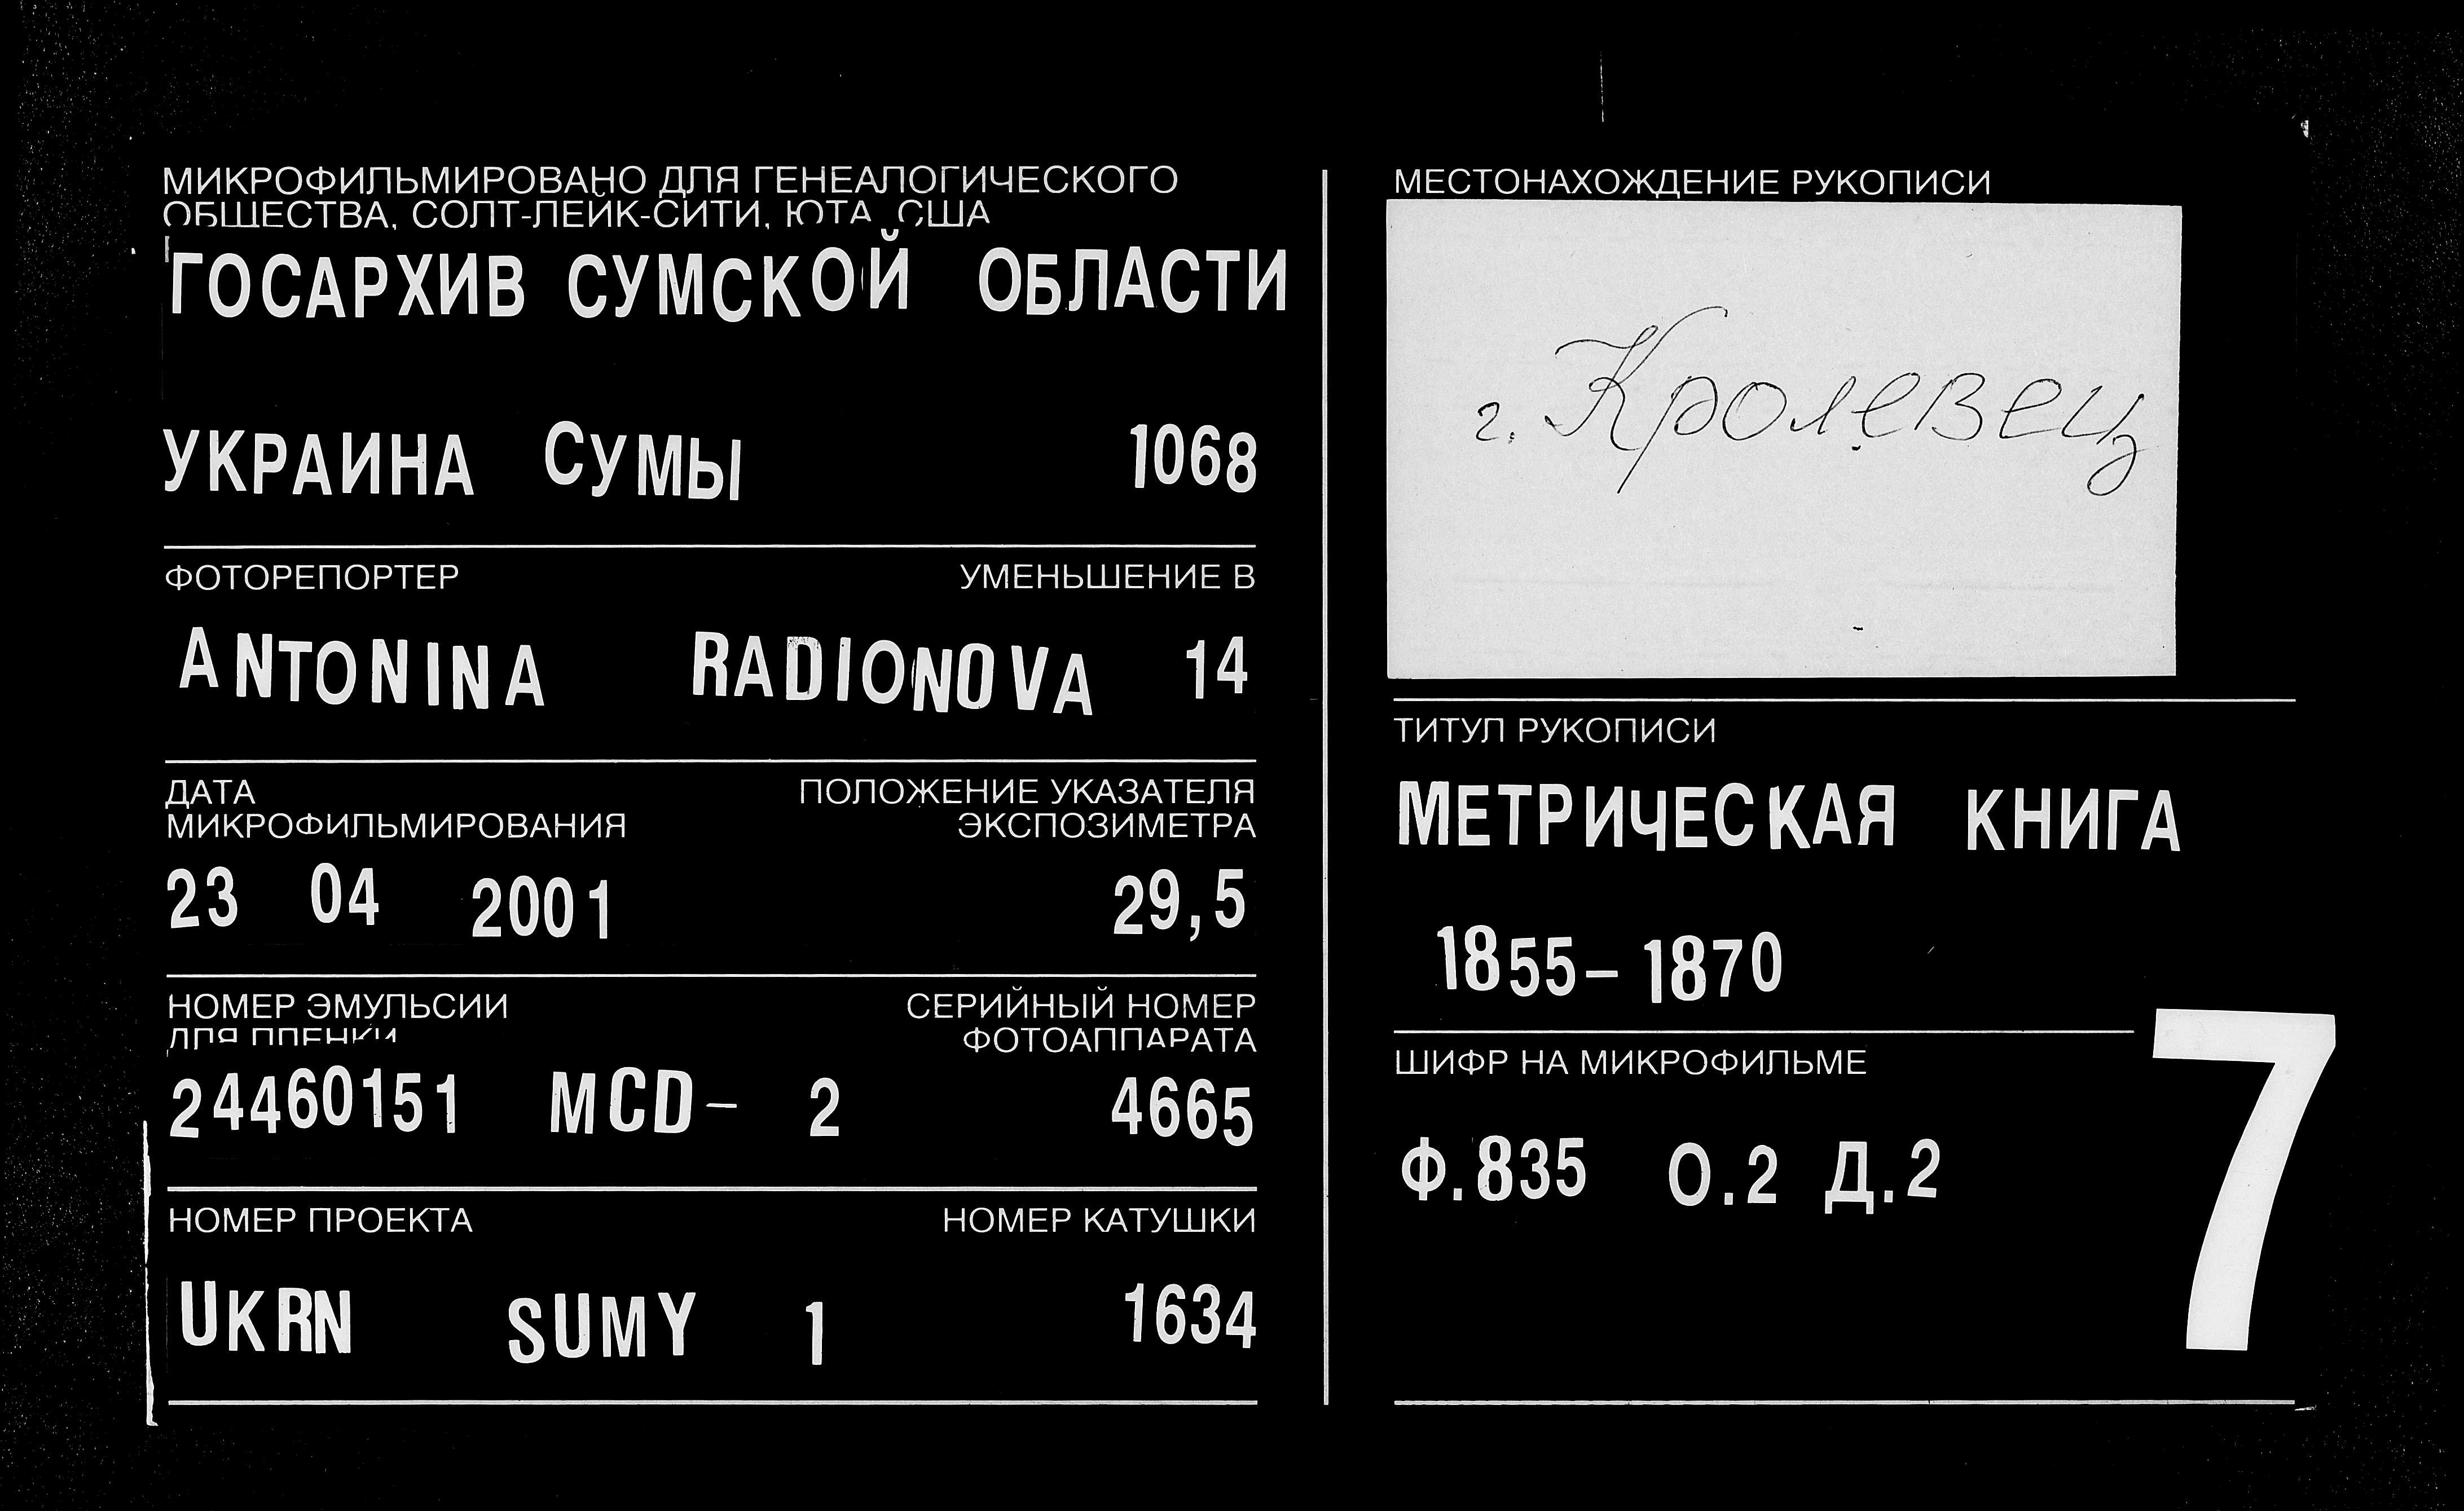 МИКРОФИЛЬМИРОВАНО ДЛЯ ГЕНЕАЛОГИЧЕСКОГО
ОБЩЕСТВА, СОЛТ-ЛЕЙК-СИТИ, ЮТА, США
ГОСАРХИВ СУМСКОЙ ОБЛАСТИ
УКРАИНА СУМЫ 1068
ФОТОРЕПОРТЕР УМЕНЬШЕНИЕ В
ANTONINA RADIONOVA 14
ДАТА ПОЛОЖЕНИЕ УКАЗАТЕЛЯ
МИКРОФИЛЬМИРОВАНИЯ ЭКСПОЗИМЕТРА
23 04 2001 29,5
НОМЕР ЭМУЛЬСИИ СЕРИЙНЫЙ НОМЕР
ДЛЯ ПЛЕНКИ ФОТОАППАРАТА
24460151 MCD- 2 4665
НОМЕР ПРОЕКТА НОМЕР КАТУШКИ
UKRN SUMY 1 1634
МЕСТОНАХОЖДЕНИЕ РУКОПИСИ
г. Кролевец
ТИТУЛ РУКОПИСИ
МЕТРИЧЕСКАЯ КНИГА
1855-1870
ШИФР НА МИКРОФИЛЬМЕ
Ф.835 О.2 Д.2
7